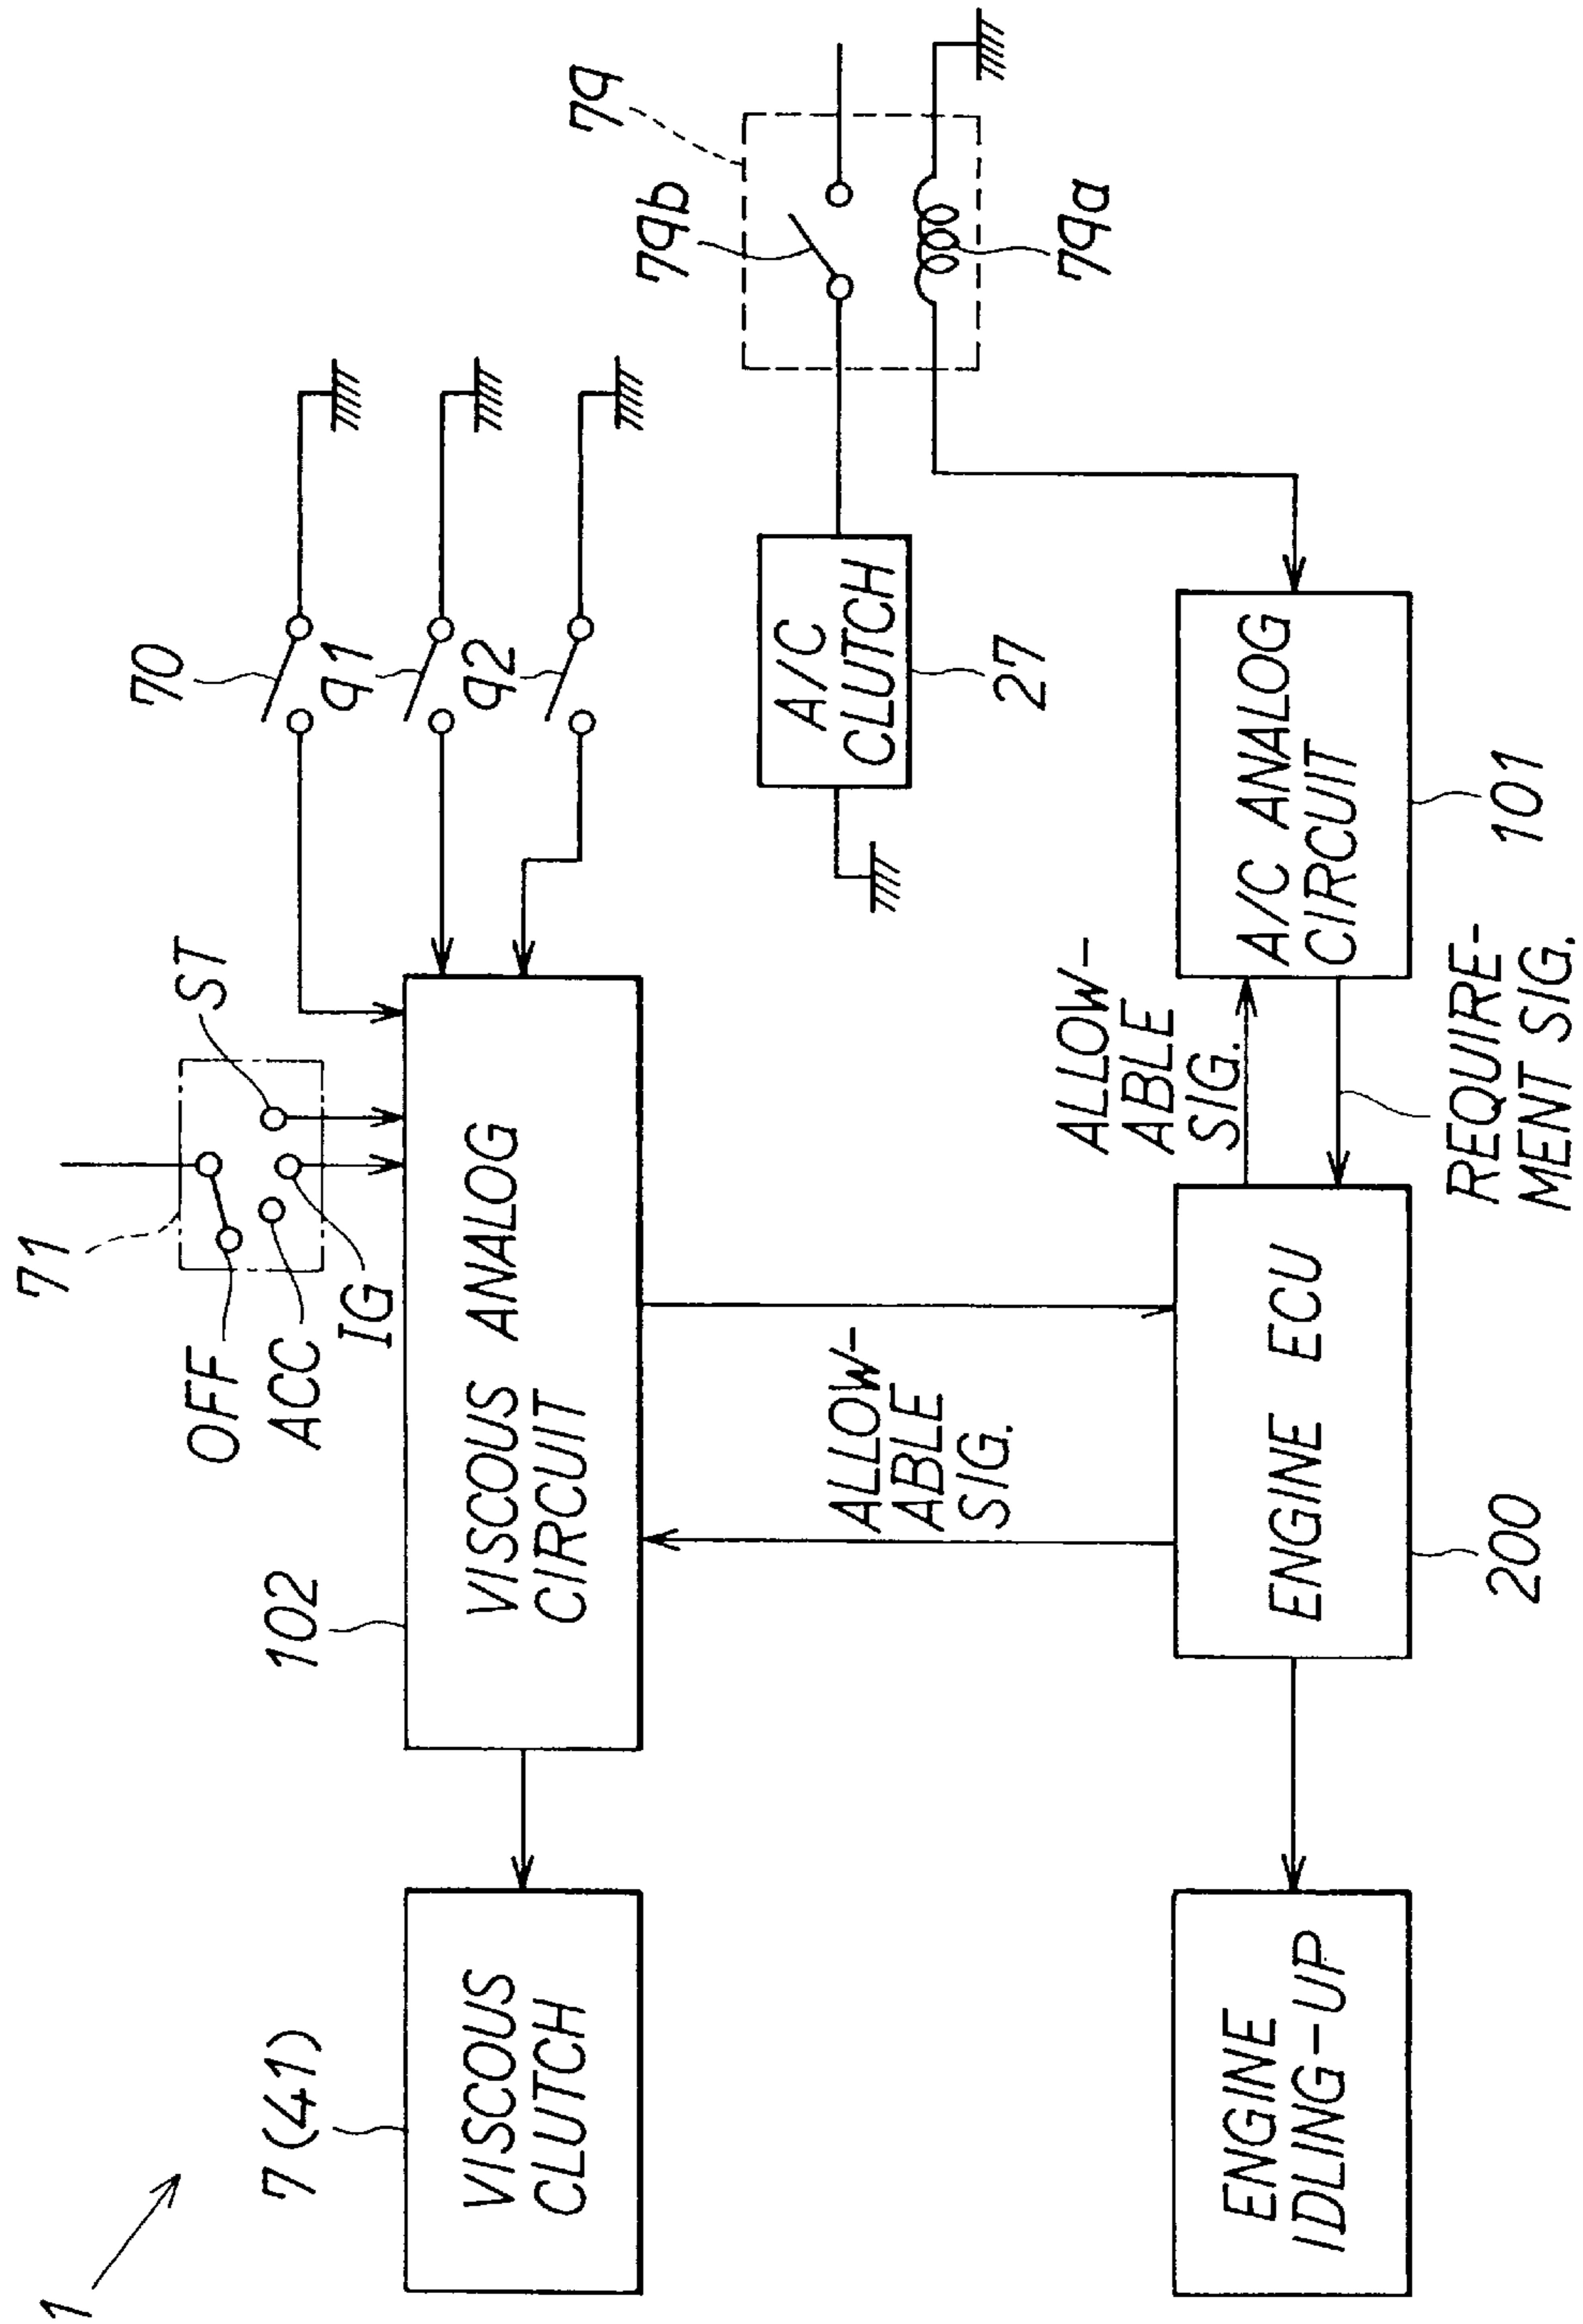 1
7 (41)
VISCOUS
CLUTCH
102
VISCOUS ANALOG
CIRCUIT
71
OFF
ACC
IG
ST
70
91
92
79
79b
79a
A/C
CLUTCH
27
ALLOW-
ABLE
SIG.
ALLOW-
ABLE
SIG.
A/C ANALOG
CIRCUIT
101
REQUIRE-
MENT SIG.
ENGINE ECU
200
ENGINE
IDLING-UP